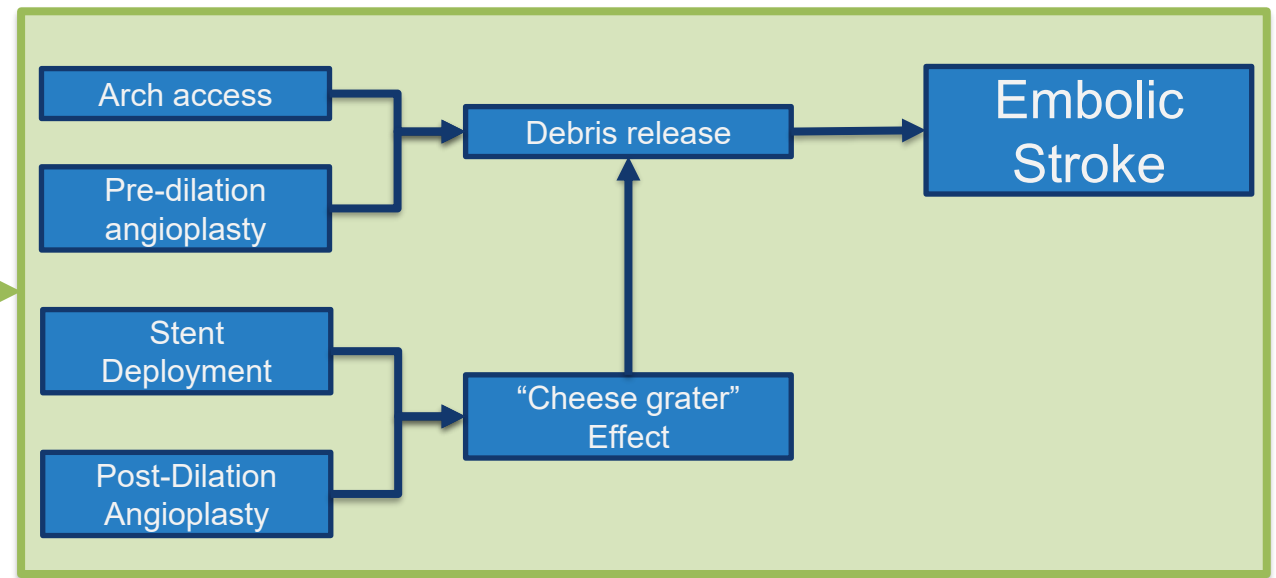 Arch access
Pre-dilation
angioplasty
Stent
Deployment
Post-Dilation
Angioplasty
Debris release
“Cheese grater”
Effect
Embolic
Stroke